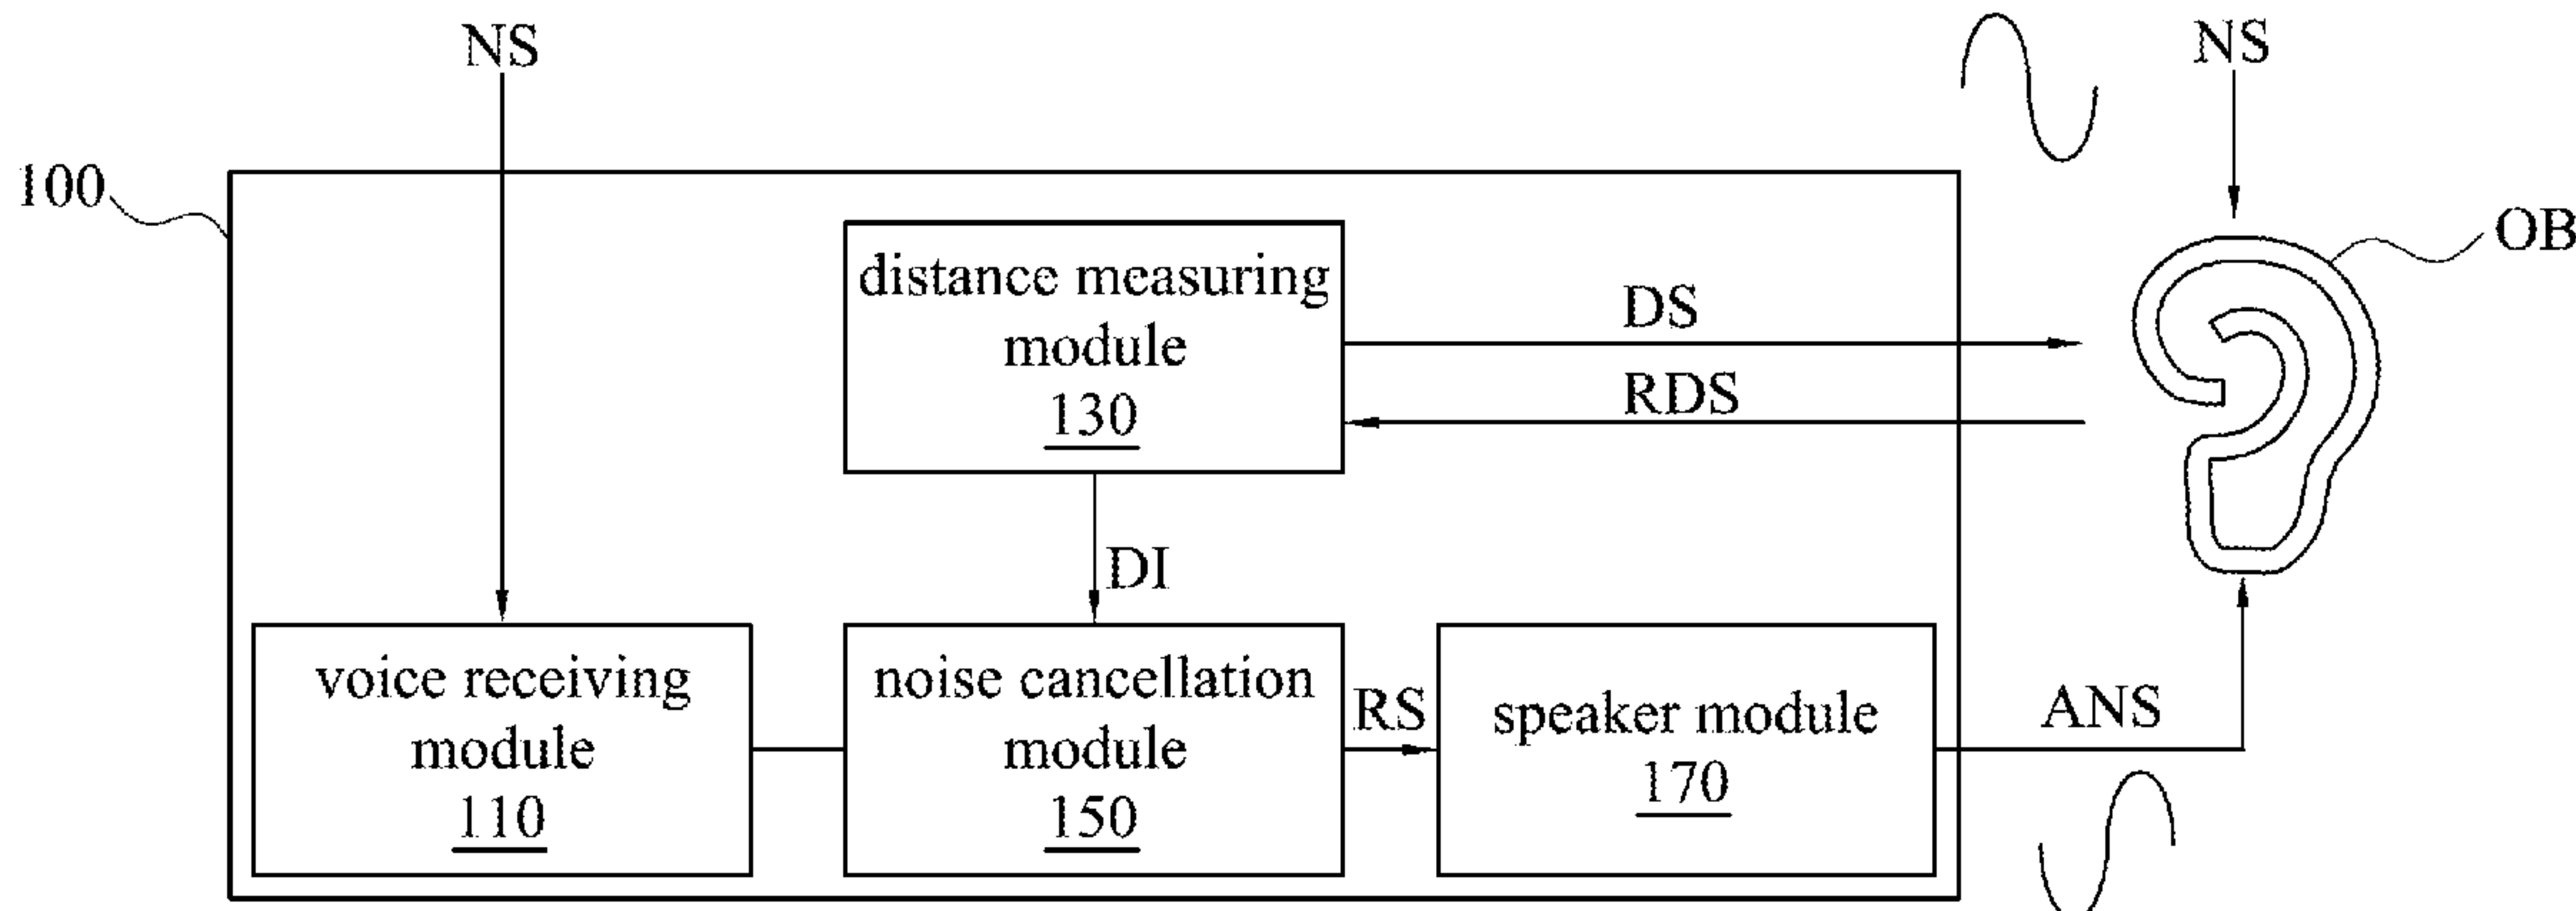 NS
NS
100
OB
distance measuring
module
130
DS
RDS
DI
voice receiving
module
110
noise cancellation
module
150
RS
speaker module
170
ANS